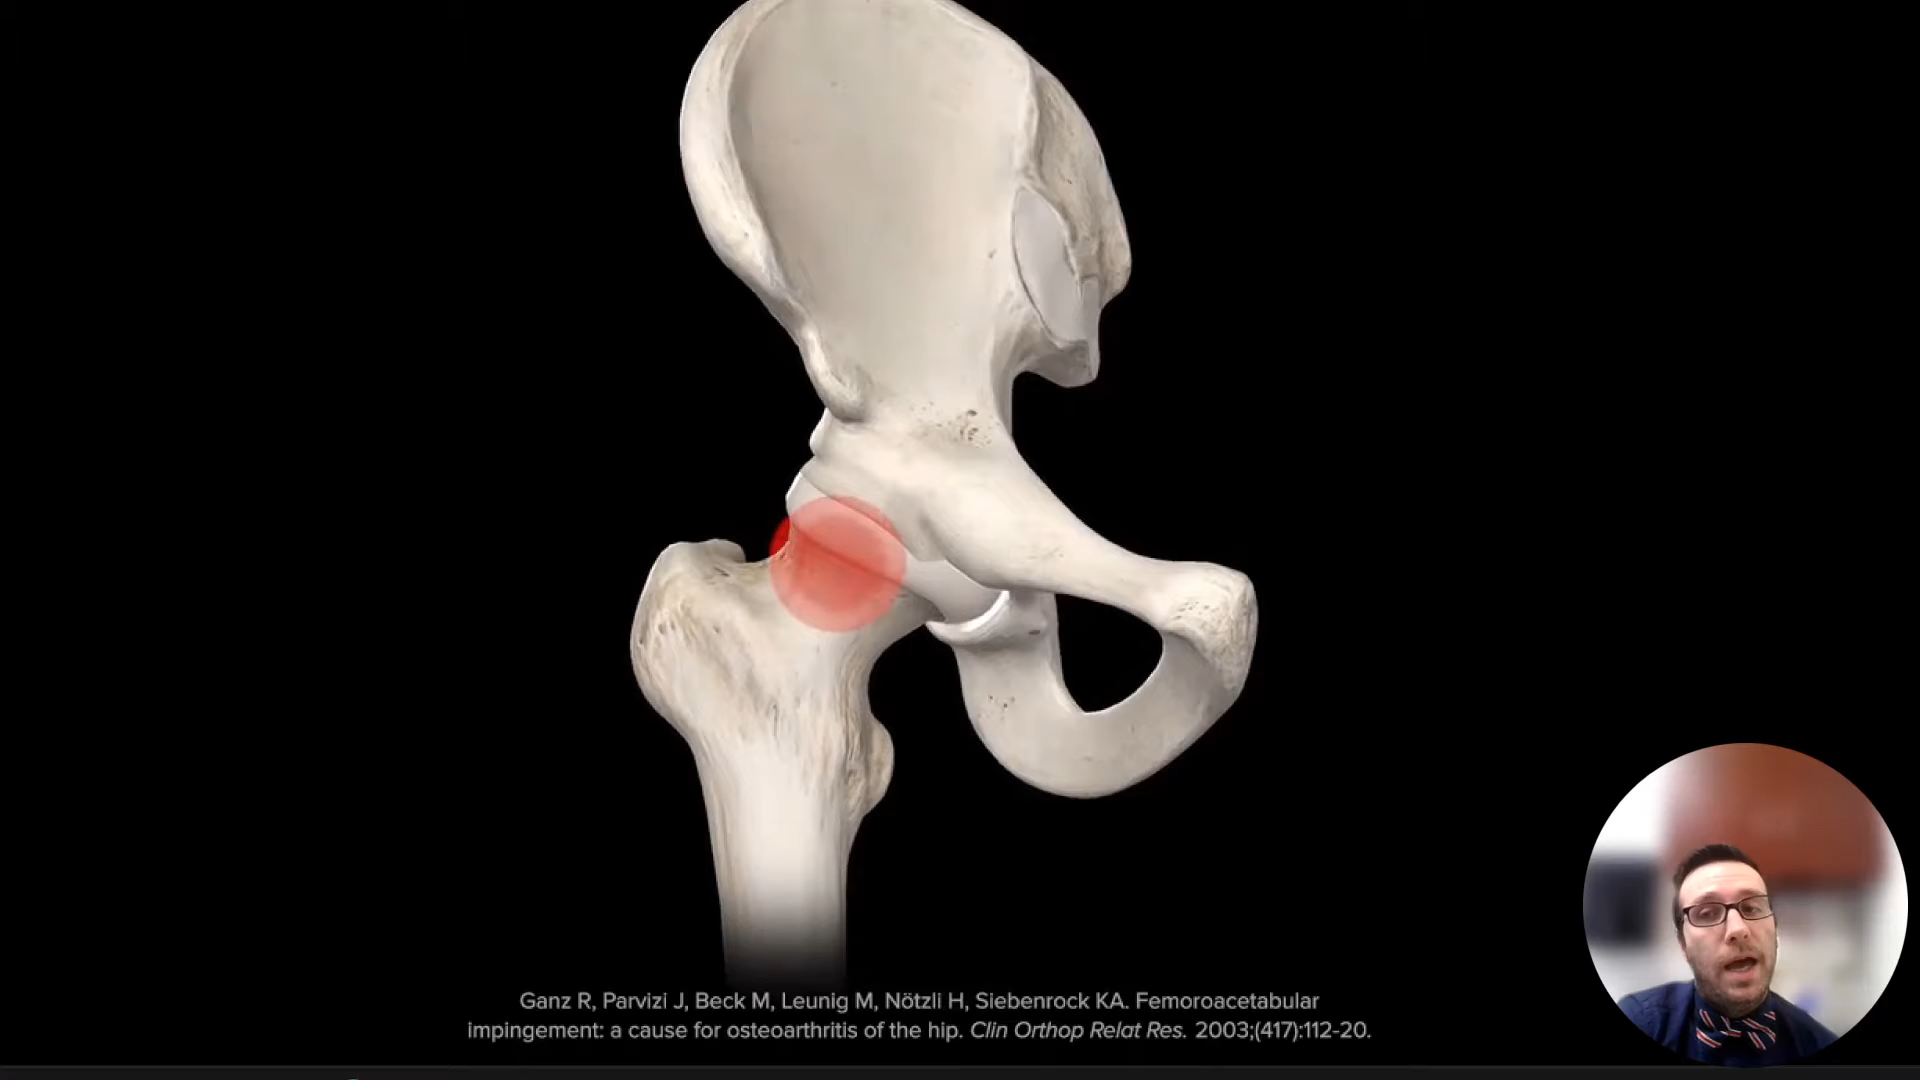 Ganz R, Parvizi J, Beck M, Leunig M, Nötzli H, Siebenrock KA. Femoroacetabular
impingement: a cause for osteoarthritis of the hip. Clin Orthop Relat Res. 2003;(417):112-20.